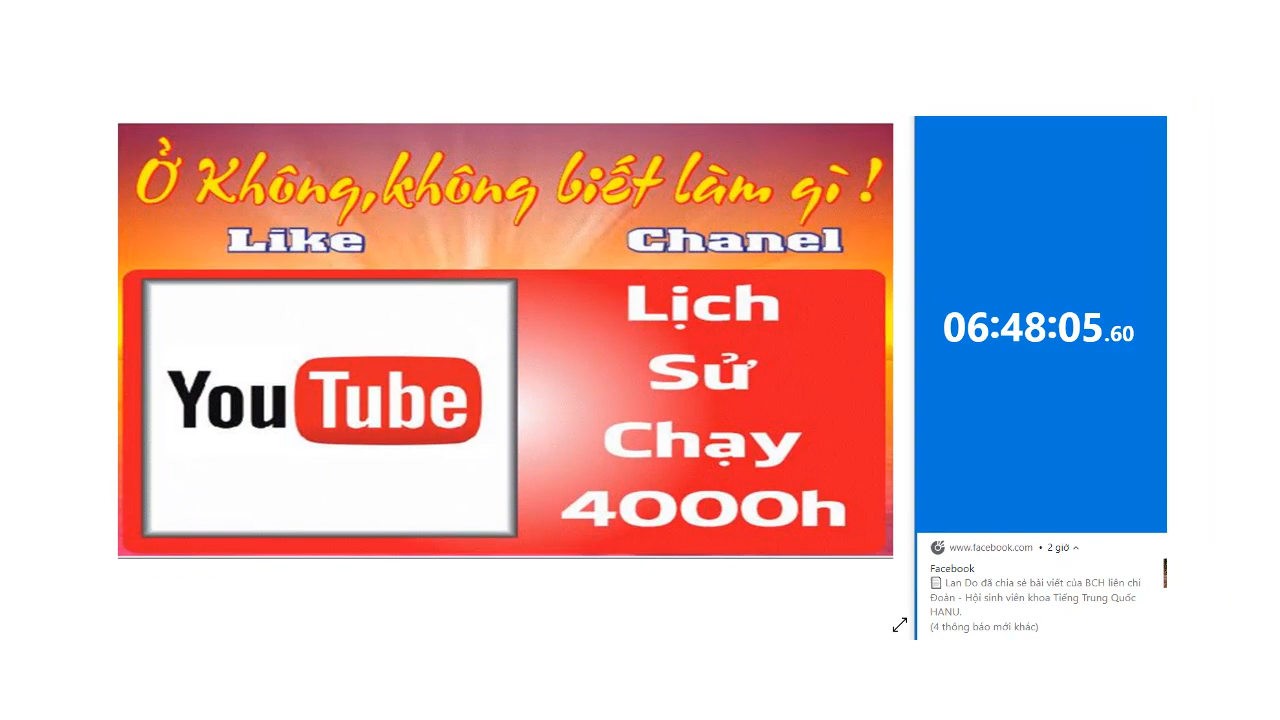 Ở Không,không biết làm gì !
Like Chanel
YouTube
Lịch
Sử
Chạy
4000h
06:48:05.60
www.facebook.com • 2 giờ
Facebook
Lan Do đã chia sẻ bài viết của BCH liên chi
Đoàn - Hội sinh viên khoa Tiếng Trung Quốc
HANU.
(4 thông báo mới khác)